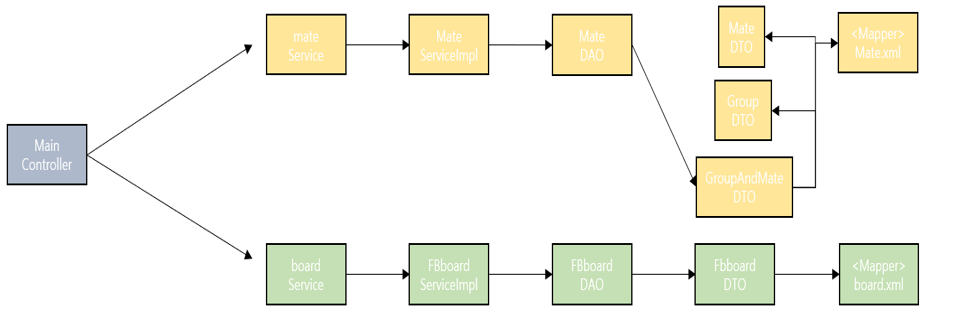 Main
Controller
mate
Service
Mate
ServiceImpl
Mate
DAO
Mate
DTO
<Mapper>
Mate.xml
Group
DTO
GroupAndMate
DTO
board
Service
FBboard
ServiceImpl
FBboard
DAO
Fbboard
DTO
<Mapper>
board.xml